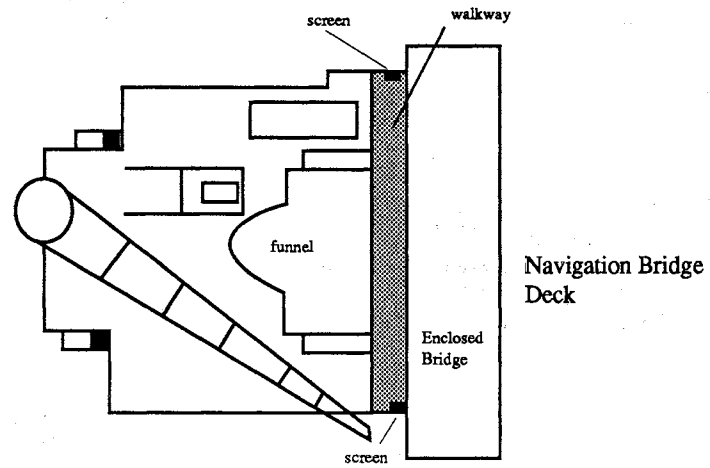 screen
walkway
funnel
Navigation Bridge
Deck
Enclosed
Bridge
screen